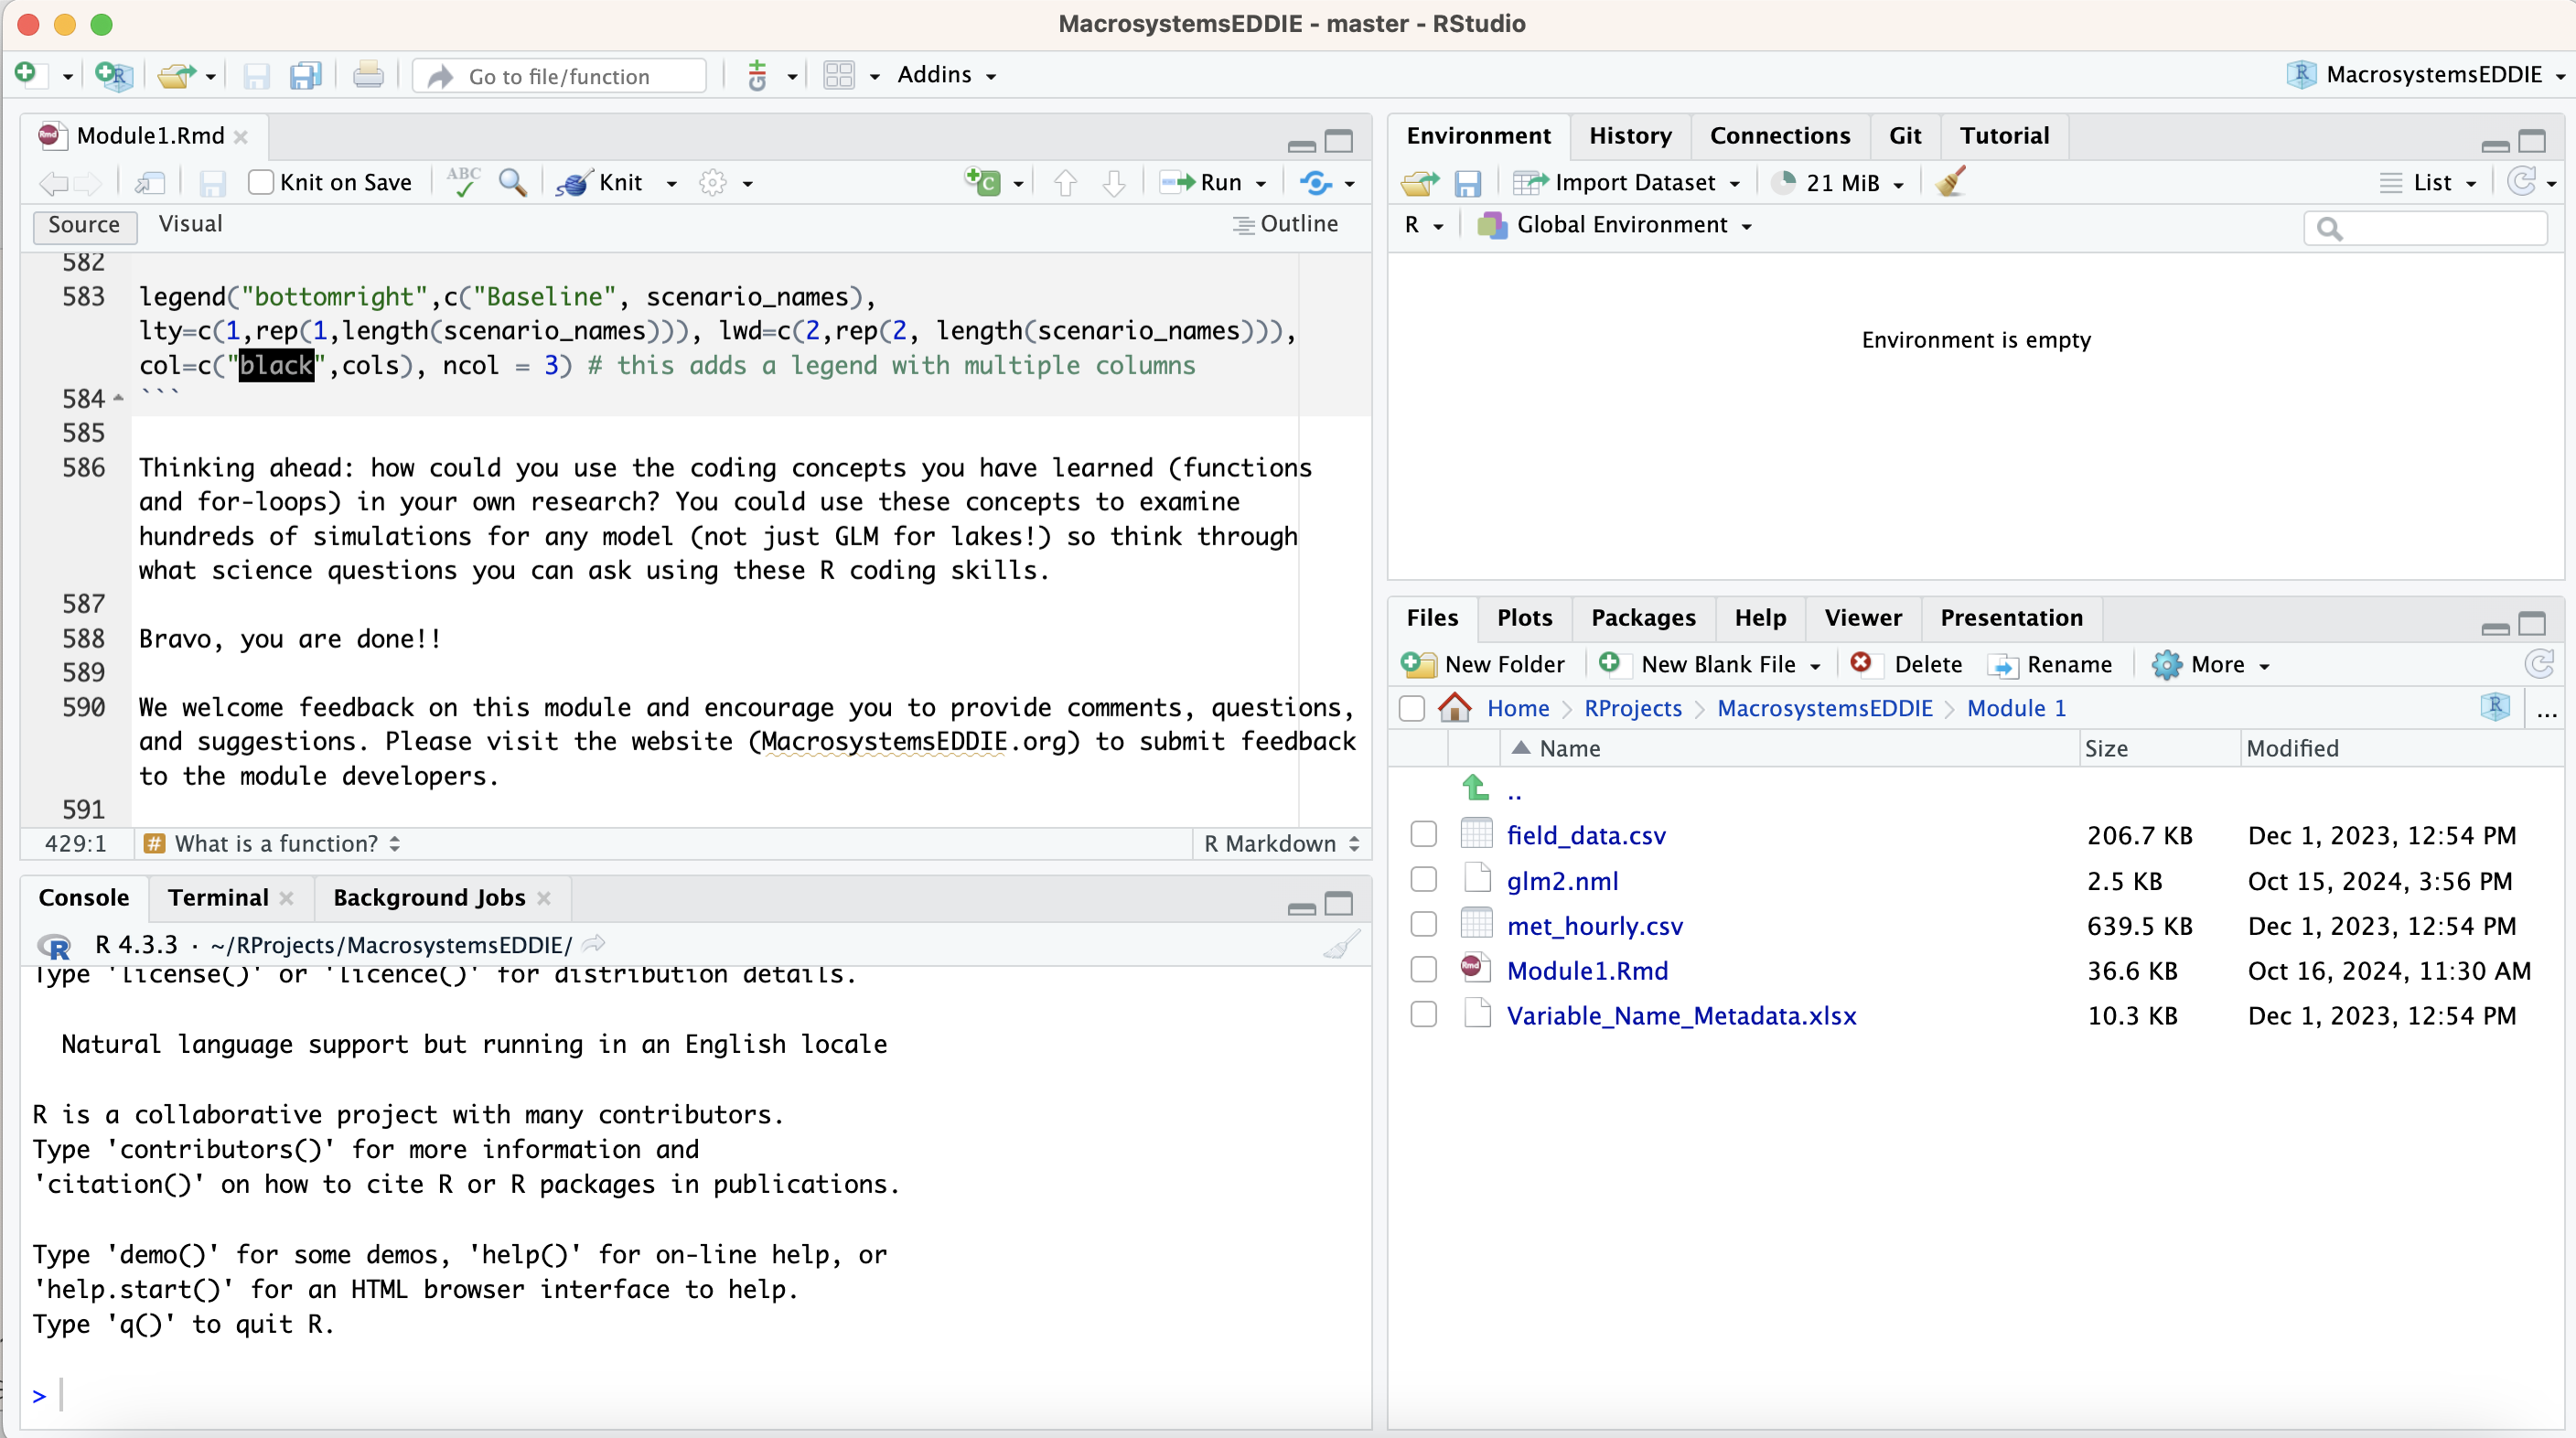 MacrosystemsEDDIE - master - RStudio
Go to file/function
Addins
MacrosystemsEDDIE
Module1.Rmd
Knit on Save
ABC
Knit
Run
Source
Visual
Outline
582
583 legend("bottomright",c("Baseline", scenario_names),
lty=c(1,rep(1,length(scenario_names))), lwd=c(2,rep(2, length(scenario_names))),
col=c("black",cols), ncol = 3) # this adds a legend with multiple columns
584 ```
585
586 Thinking ahead: how could you use the coding concepts you have learned (functions
and for-loops) in your own research? You could use these concepts to examine
hundreds of simulations for any model (not just GLM for lakes!) so think through
what science questions you can ask using these R coding skills.
587
588 Bravo, you are done!!
589
590 We welcome feedback on this module and encourage you to provide comments, questions,
and suggestions. Please visit the website (MacrosystemsEDDIE.org) to submit feedback
to the module developers.
591
429:1
# What is a function?
R Markdown
Console
Terminal
Background Jobs
R 4.3.3 · ~/RProjects/MacrosystemsEDDIE/
Type 'license()' or 'licence()' for distribution details.
Natural language support but running in an English locale
R is a collaborative project with many contributors.
Type 'contributors()' for more information and
'citation()' on how to cite R or R packages in publications.
Type 'demo()' for some demos, 'help()' for on-line help, or
'help.start()' for an HTML browser interface to help.
Type 'q()' to quit R.
>
Environment
History
Connections
Git
Tutorial
Import Dataset
21 MiB
List
R
Global Environment
Environment is empty
Files
Plots
Packages
Help
Viewer
Presentation
New Folder
New Blank File
Delete
Rename
More
Home > RProjects > MacrosystemsEDDIE > Module 1
...
Name Size Modified
..
field_data.csv 206.7 KB Dec 1, 2023, 12:54 PM
glm2.nml 2.5 KB Oct 15, 2024, 3:56 PM
met_hourly.csv 639.5 KB Dec 1, 2023, 12:54 PM
Module1.Rmd 36.6 KB Oct 16, 2024, 11:30 AM
Variable_Name_Metadata.xlsx 10.3 KB Dec 1, 2023, 12:54 PM